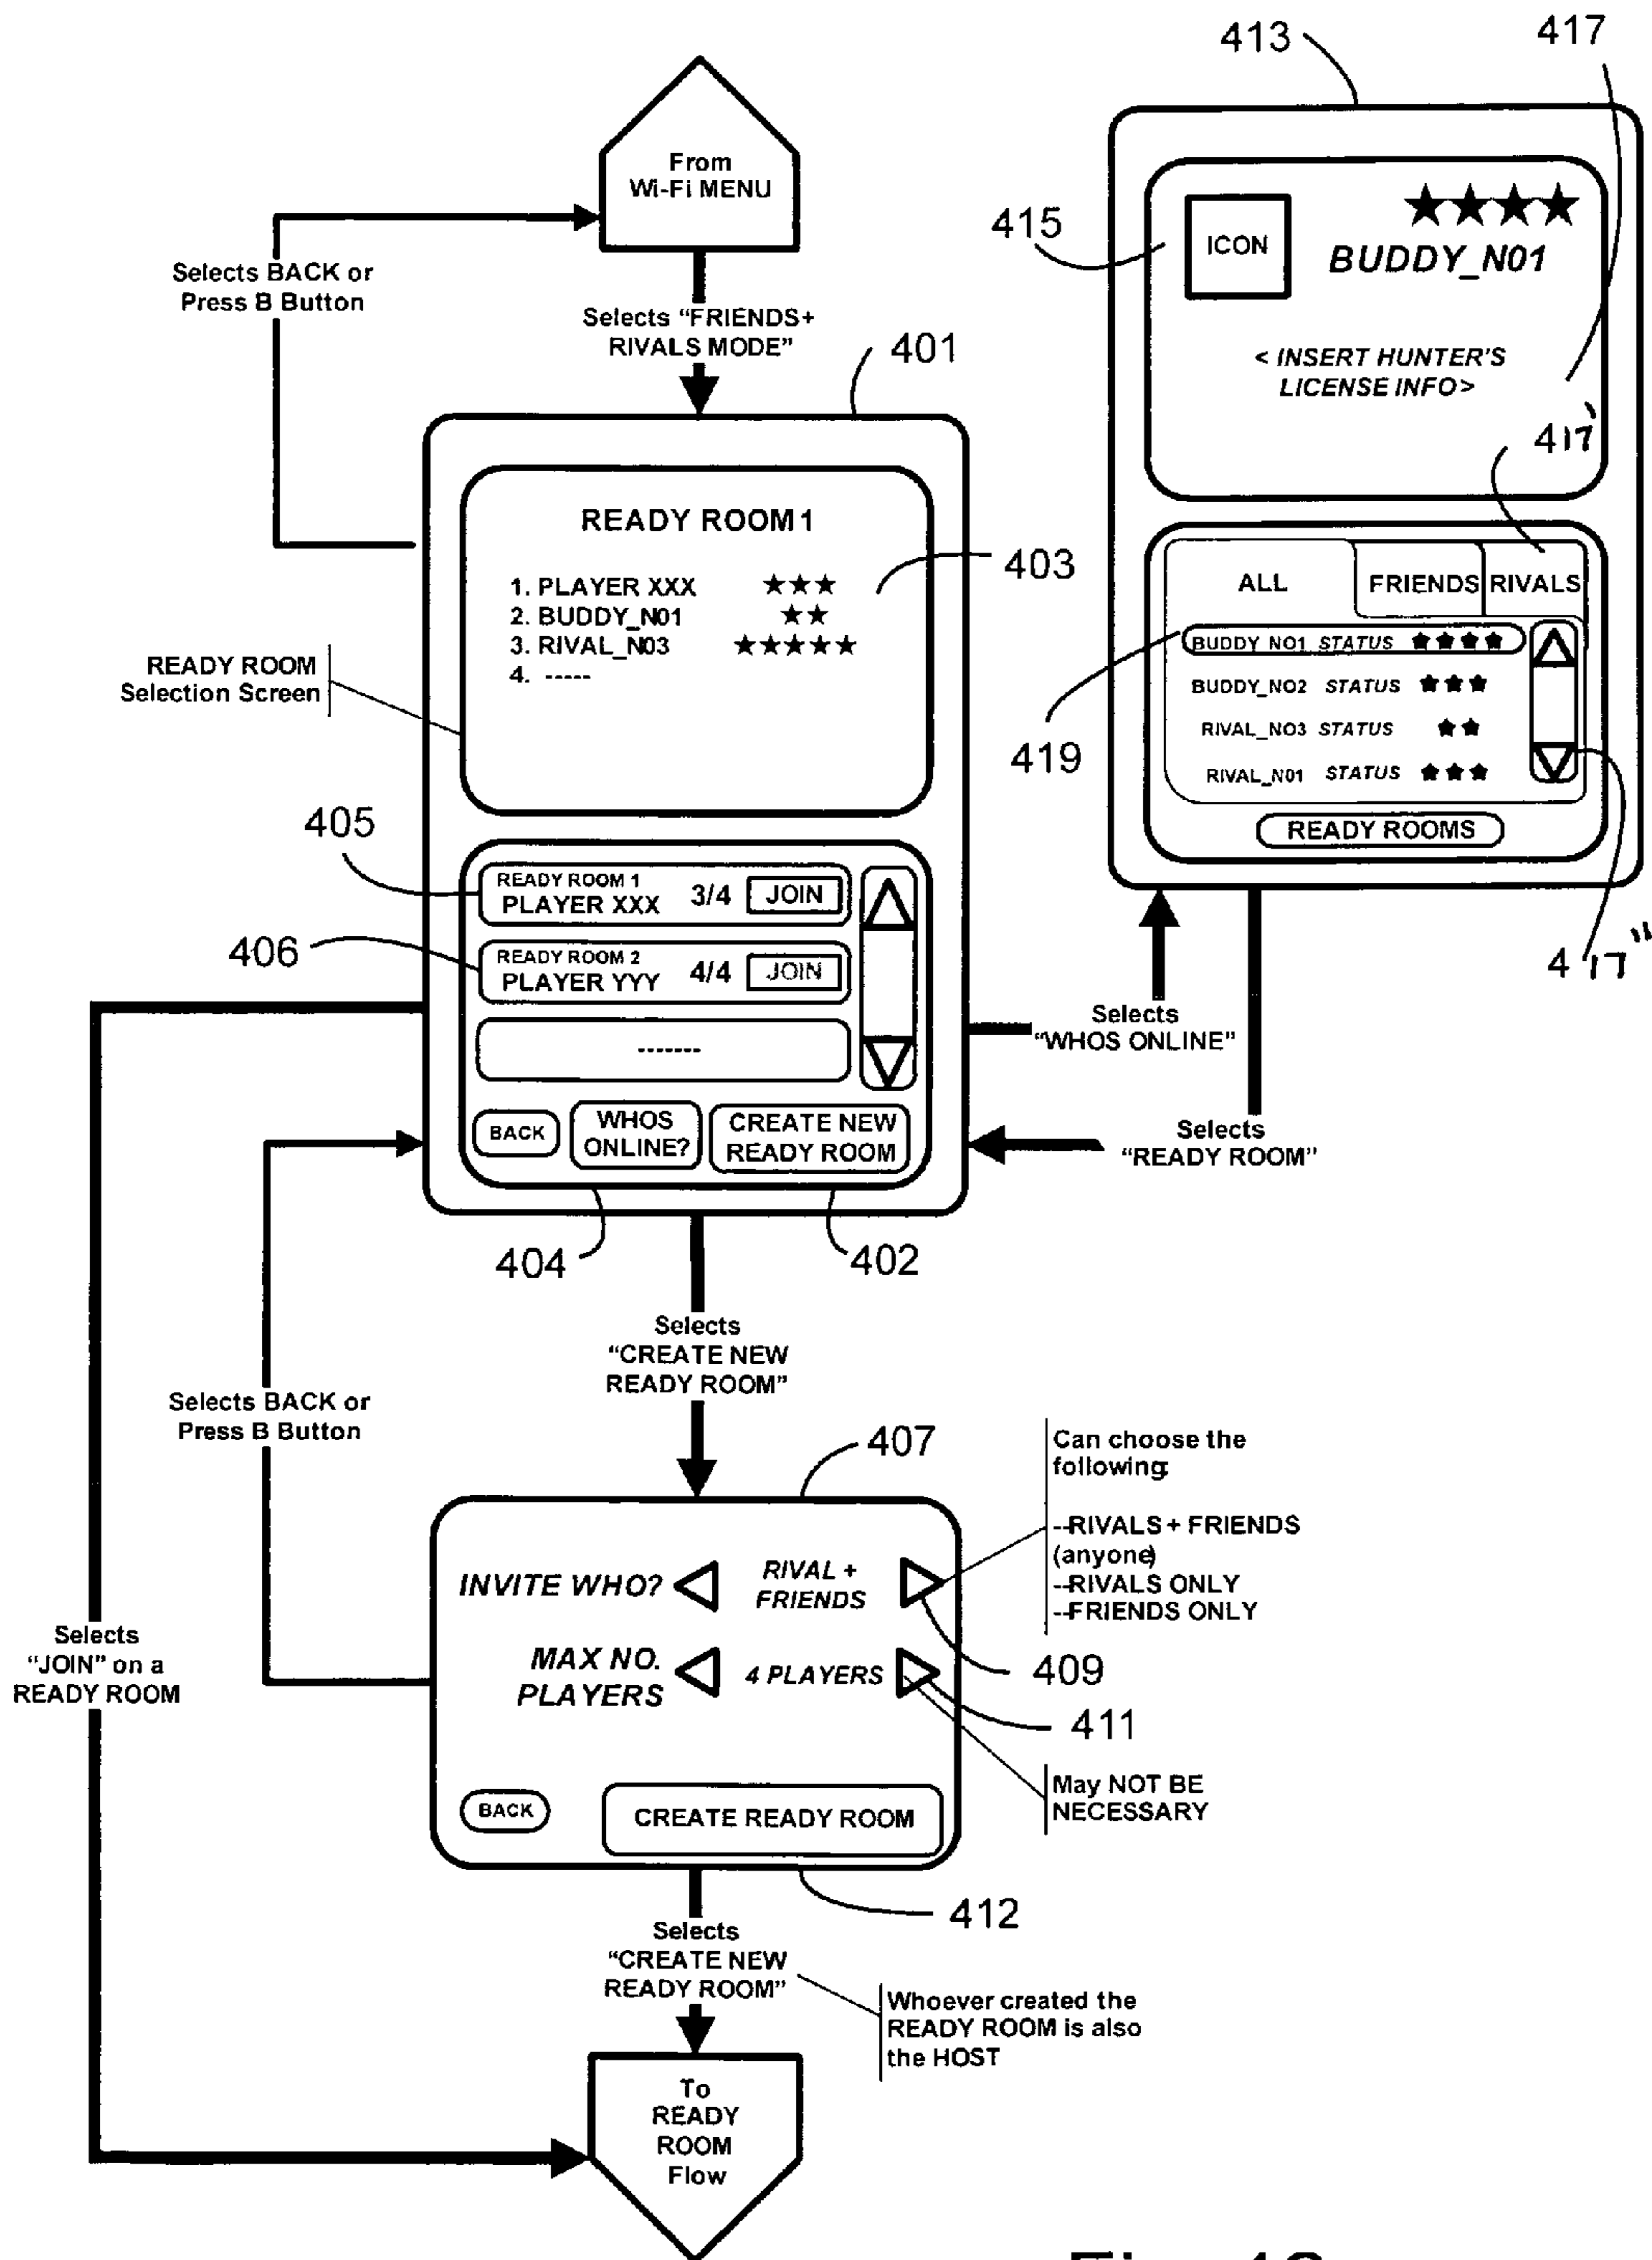 413
417
From
Wi-Fi MENU
Selects BACK or
Press B Button
Selects “FRIENDS+
RIVALS MODE”
401
415
ICON
BUDDY_N01
< INSERT HUNTER'S
LICENSE INFO>
417'
READY ROOM 1
1. PLAYER XXX ★★★
2. BUDDY_N01 ★★
3. RIVAL_N03 ★★★★★
4. -----
403
READY ROOM
Selection Screen
ALL FRIENDS RIVALS
BUDDY_NO1 STATUS ★★★★
BUDDY_NO2 STATUS ★★★
RIVAL_NO3 STATUS ★★
RIVAL_N01 STATUS ★★★
READY ROOMS
419
417"
405
READY ROOM 1
PLAYER XXX 3/4 JOIN
406
READY ROOM 2
PLAYER YYY 4/4 JOIN
-------
BACK
WHOS
ONLINE?
CREATE NEW
READY ROOM
404
402
Selects
“WHOS ONLINE”
Selects
“READY ROOM”
Selects
“CREATE NEW
READY ROOM”
Selects BACK or
Press B Button
407
INVITE WHO?
RIVAL +
FRIENDS
Can choose the
following:
--RIVALS + FRIENDS
(anyone)
--RIVALS ONLY
--FRIENDS ONLY
409
MAX NO.
PLAYERS
4 PLAYERS
411
May NOT BE
NECESSARY
BACK
CREATE READY ROOM
412
Selects
“JOIN” on a
READY ROOM
Selects
“CREATE NEW
READY ROOM”
Whoever created the
READY ROOM is also
the HOST
To
READY
ROOM
Flow